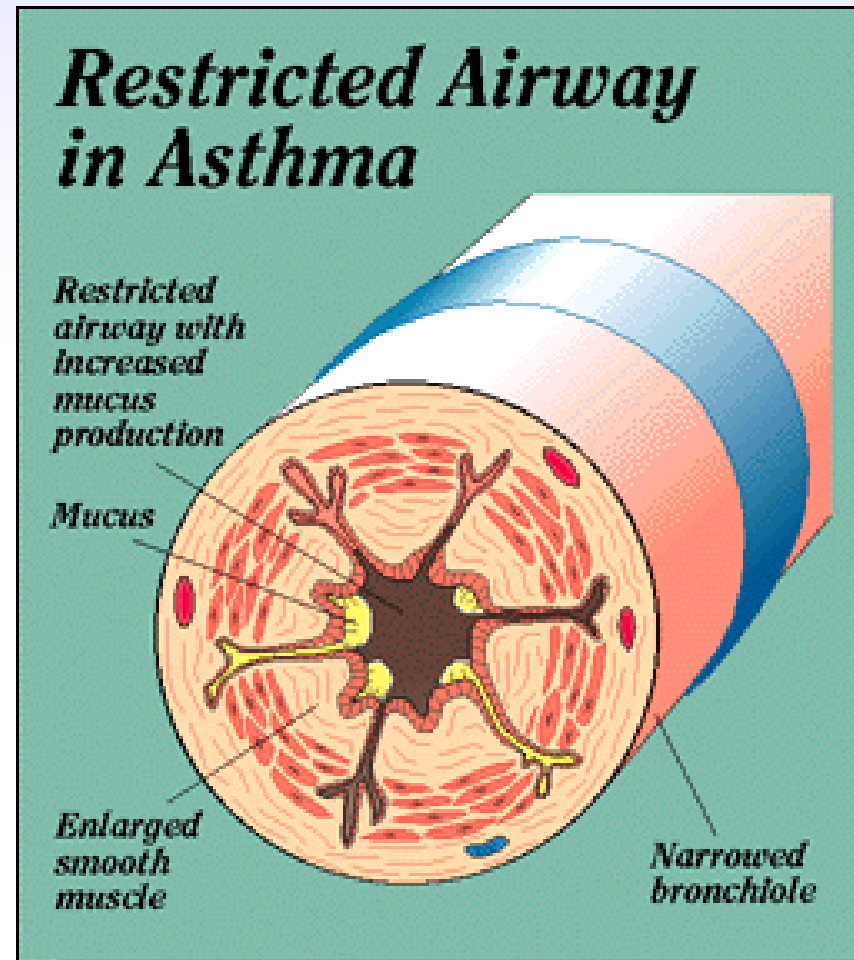 Restricted Airway
in Asthma
Restricted
airway with
increased
mucus
production
Mucus
Enlarged
smooth
muscle
Narrowed
bronchiole